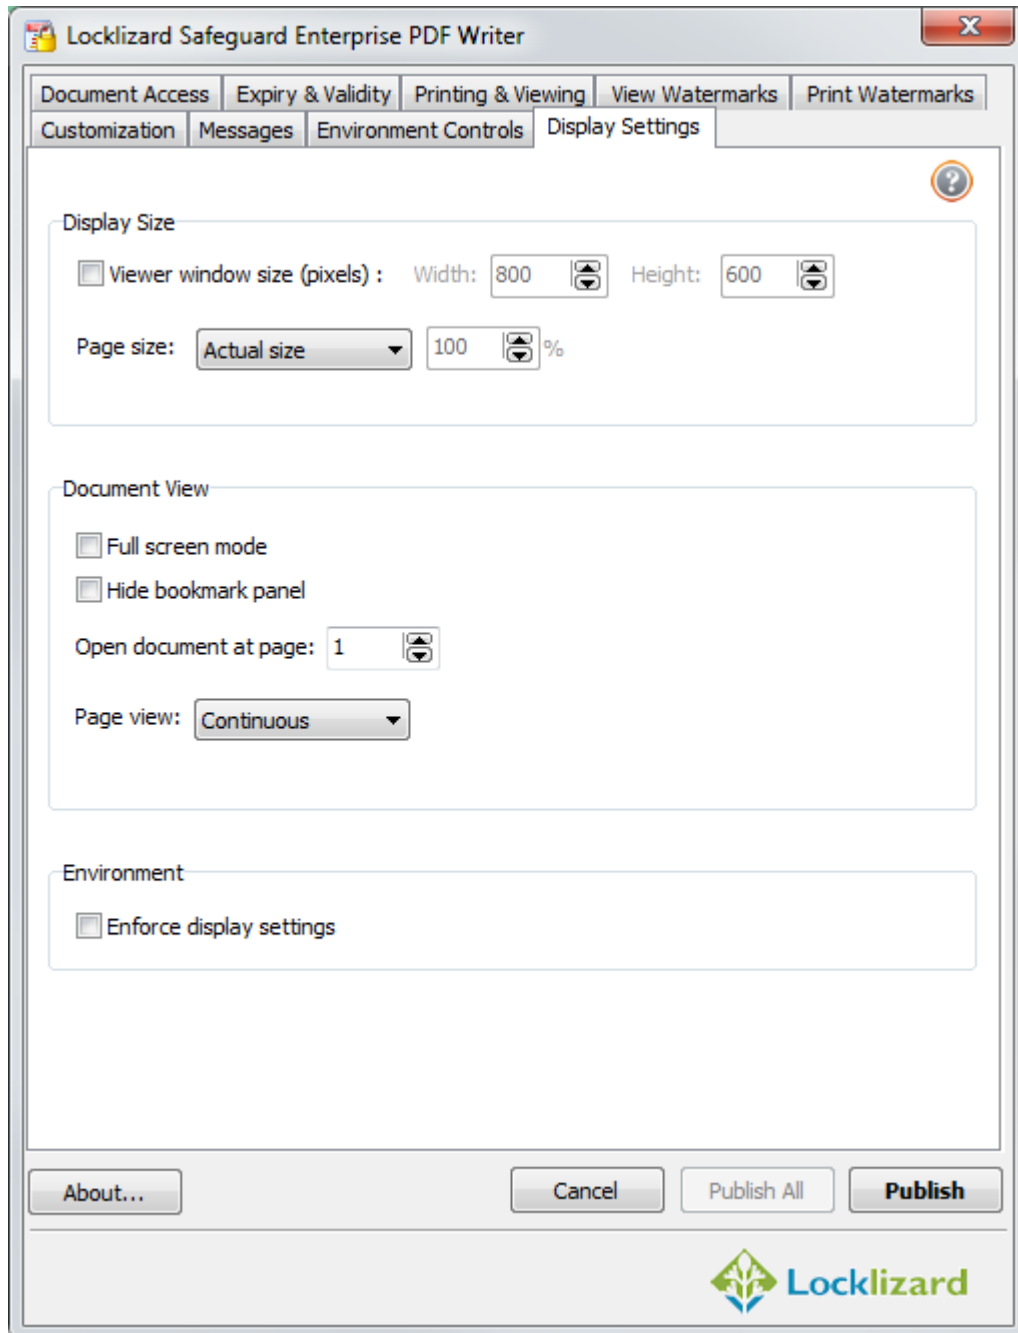 Locklizard Safeguard Enterprise PDF Writer
X
Document Access Expiry & Validity Printing & Viewing View Watermarks Print Watermarks
Customization Messages Environment Controls Display Settings
?
Display Size
Viewer window size (pixels) : Width: 800 Height: 600
Page size: Actual size 100 %
Document View
Full screen mode
Hide bookmark panel
Open document at page: 1
Page view: Continuous
Environment
Enforce display settings
About... Cancel Publish All Publish
Locklizard